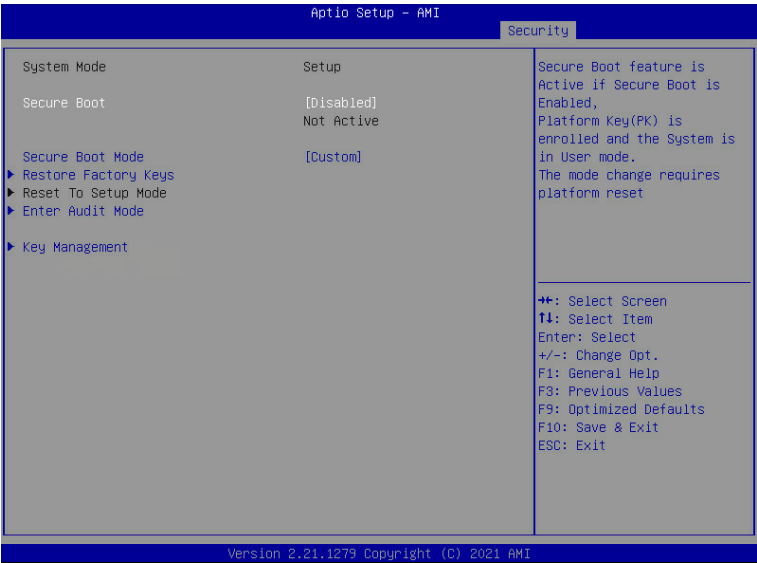 Aptio Setup - AMI
Security
System Mode Setup
Secure Boot [Disabled]
Not Active
Secure Boot Mode [Custom]
Restore Factory Keys
Reset To Setup Mode
Enter Audit Mode
Key Management
Secure Boot feature is
Active if Secure Boot is
Enabled,
Platform Key(PK) is
enrolled and the System is
in User mode.
The mode change requires
platform reset
→←: Select Screen
↑↓: Select Item
Enter: Select
+/-: Change Opt.
F1: General Help
F3: Previous Values
F9: Optimized Defaults
F10: Save & Exit
ESC: Exit
Version 2.21.1279 Copyright (C) 2021 AMI